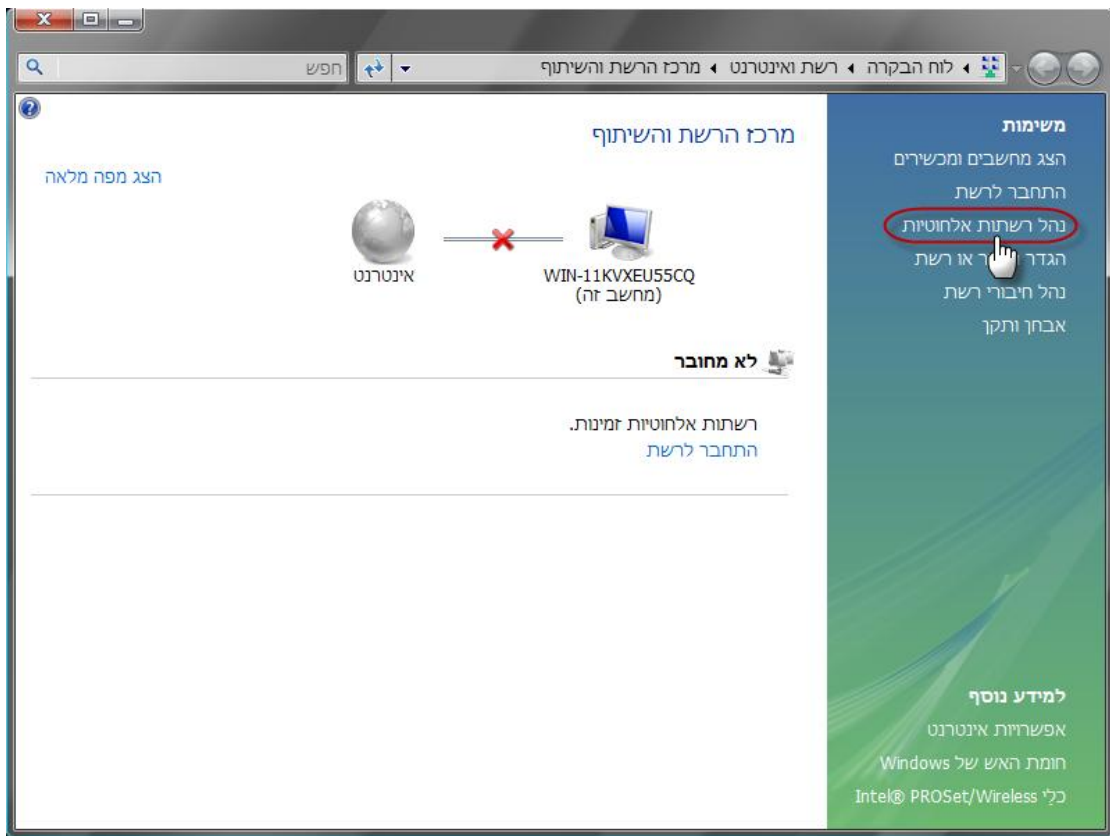 לוח הבקרה
רשת ואינטרנט
מרכז הרשת והשיתוף
חפש
משימות
הצג מחשבים ומכשירים
התחבר לרשת
נהל רשתות אלחוטיות
הגדר או רשת
נהל חיבורי רשת
אבחן ותקן
מרכז הרשת והשיתוף
הצג מפה מלאה
WIN-11KVXEU55CQ
(מחשב זה)
אינטרנט
לא מחובר
רשתות אלחוטיות זמינות.
התחבר לרשת
למידע נוסף
אפשרויות אינטרנט
חומת האש של Windows
כלי Intel® PROSet/Wireless